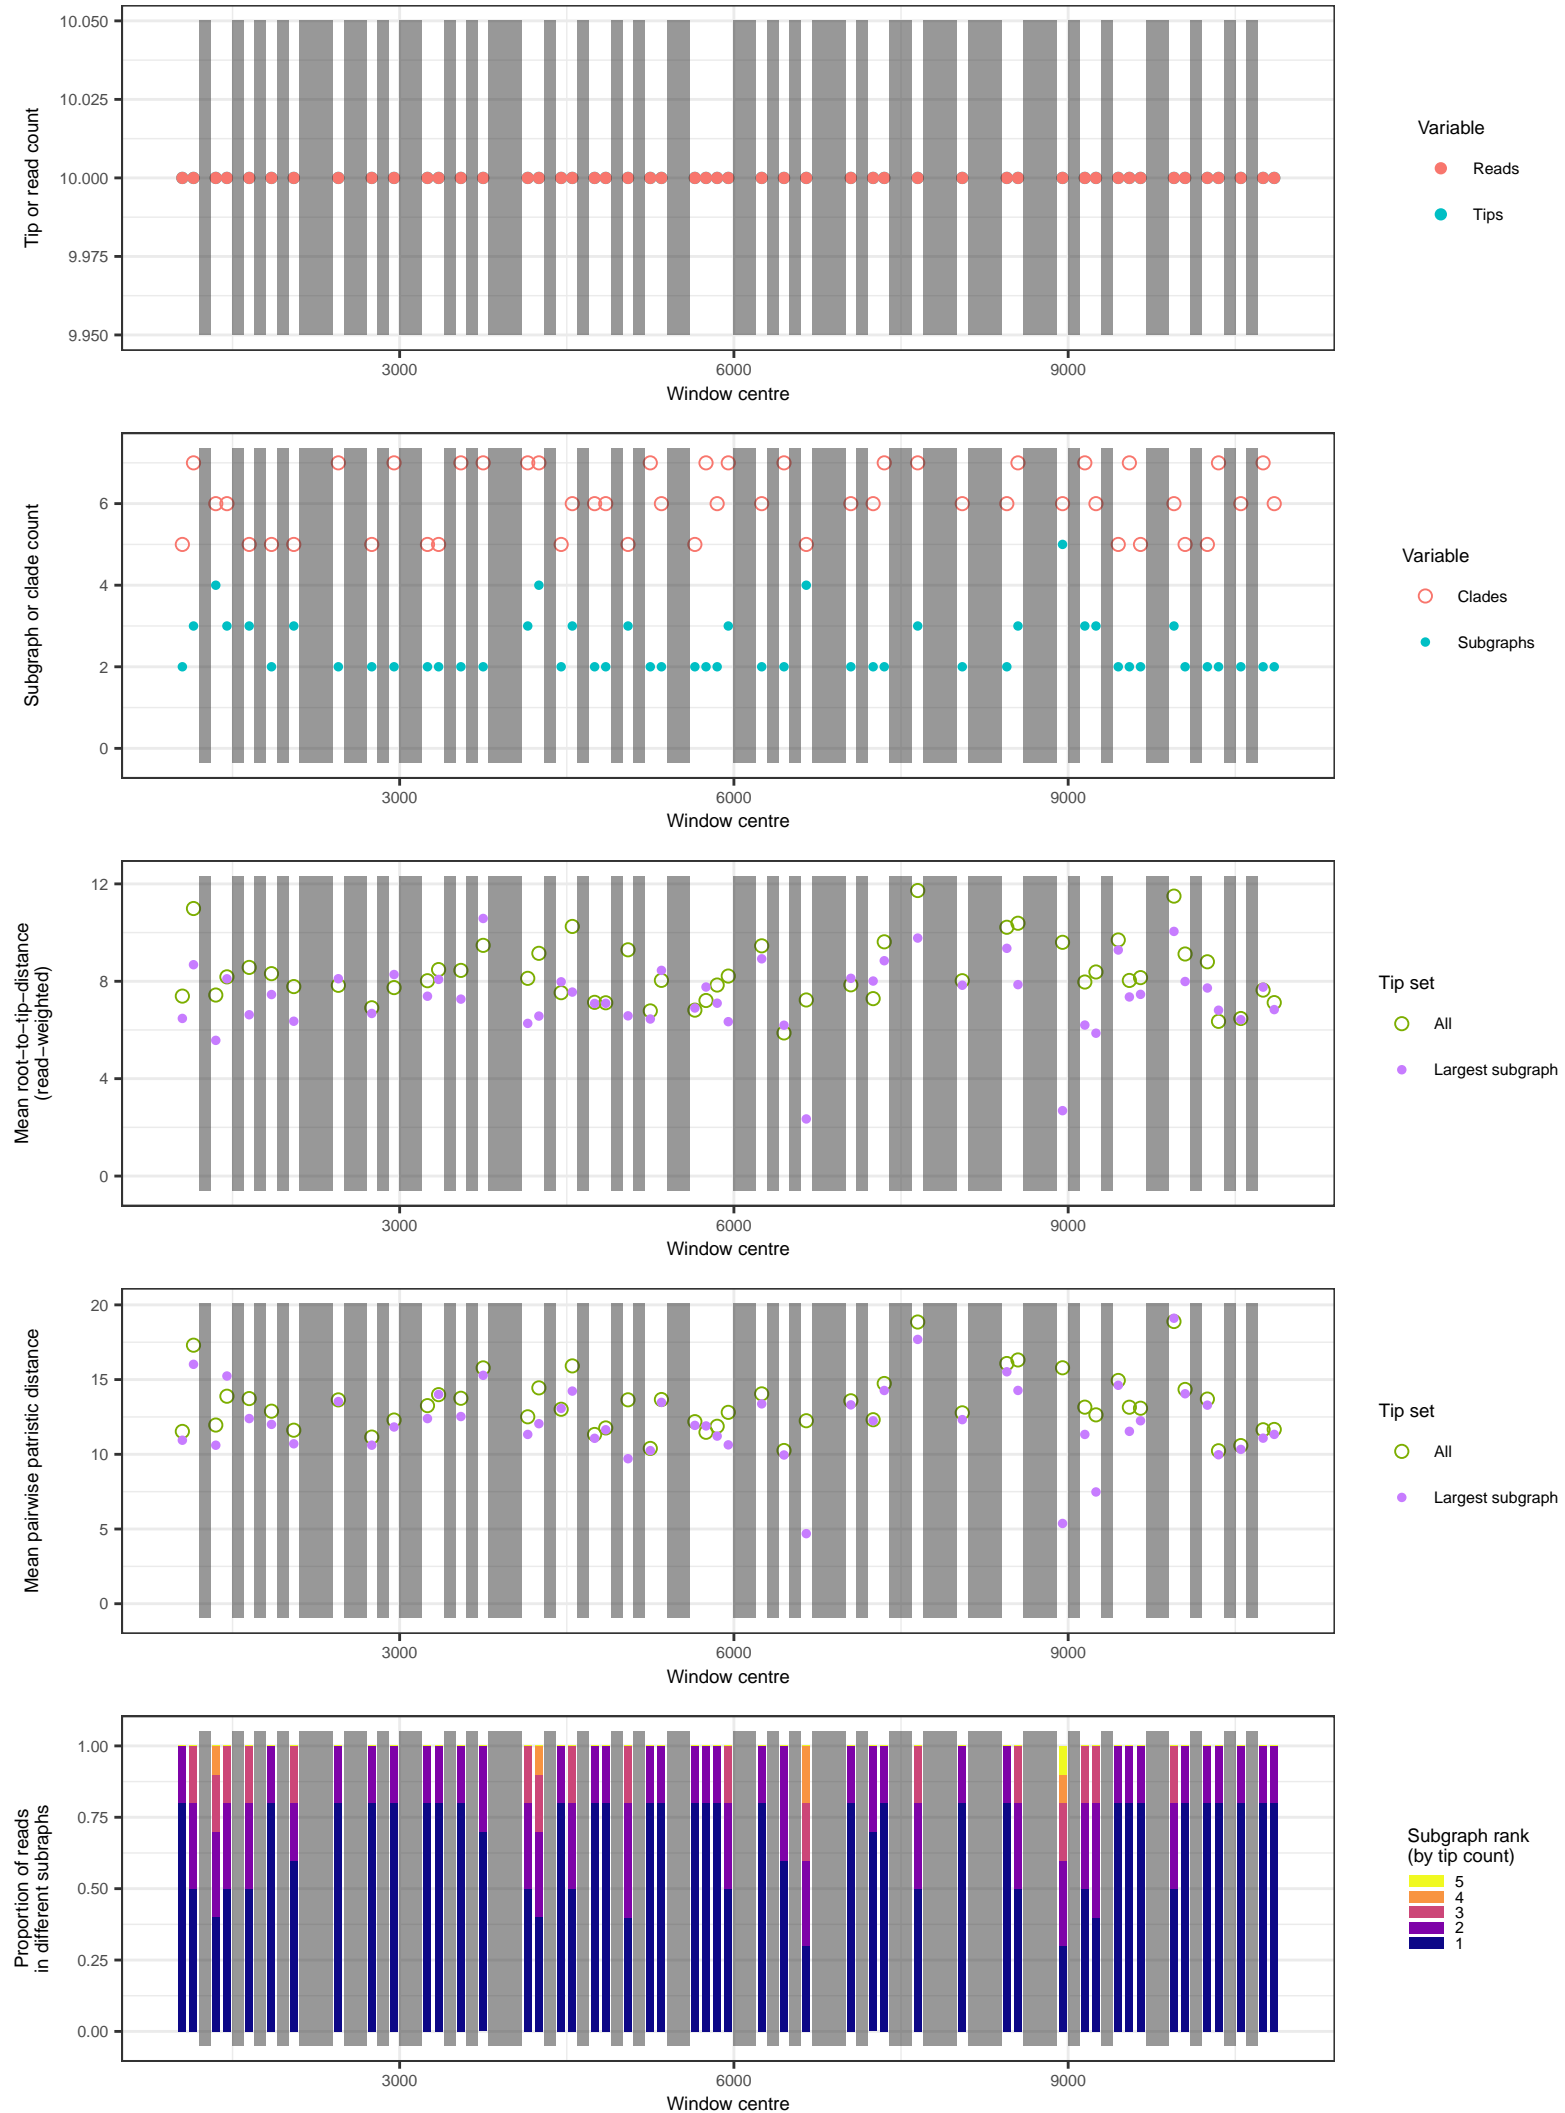 10.050
10.025
10.000
9.975
9.950
Tip or read count
3000
6000
9000
Window centre
Variable
Reads
Tips
6
4
2
0
Subgraph or clade count
3000
6000
9000
Window centre
Variable
Clades
Subgraphs
12
8
4
0
Mean root−to−tip−distance
(read−weighted)
3000
6000
9000
Window centre
Tip set
All
Largest subgraph
20
15
10
5
0
Mean pairwise patristic distance
3000
6000
9000
Window centre
Tip set
All
Largest subgraph
1.00
0.75
0.50
0.25
0.00
Proportion of reads
in different subraphs
3000
6000
9000
Window centre
Subgraph rank
(by tip count)
5
4
3
2
1